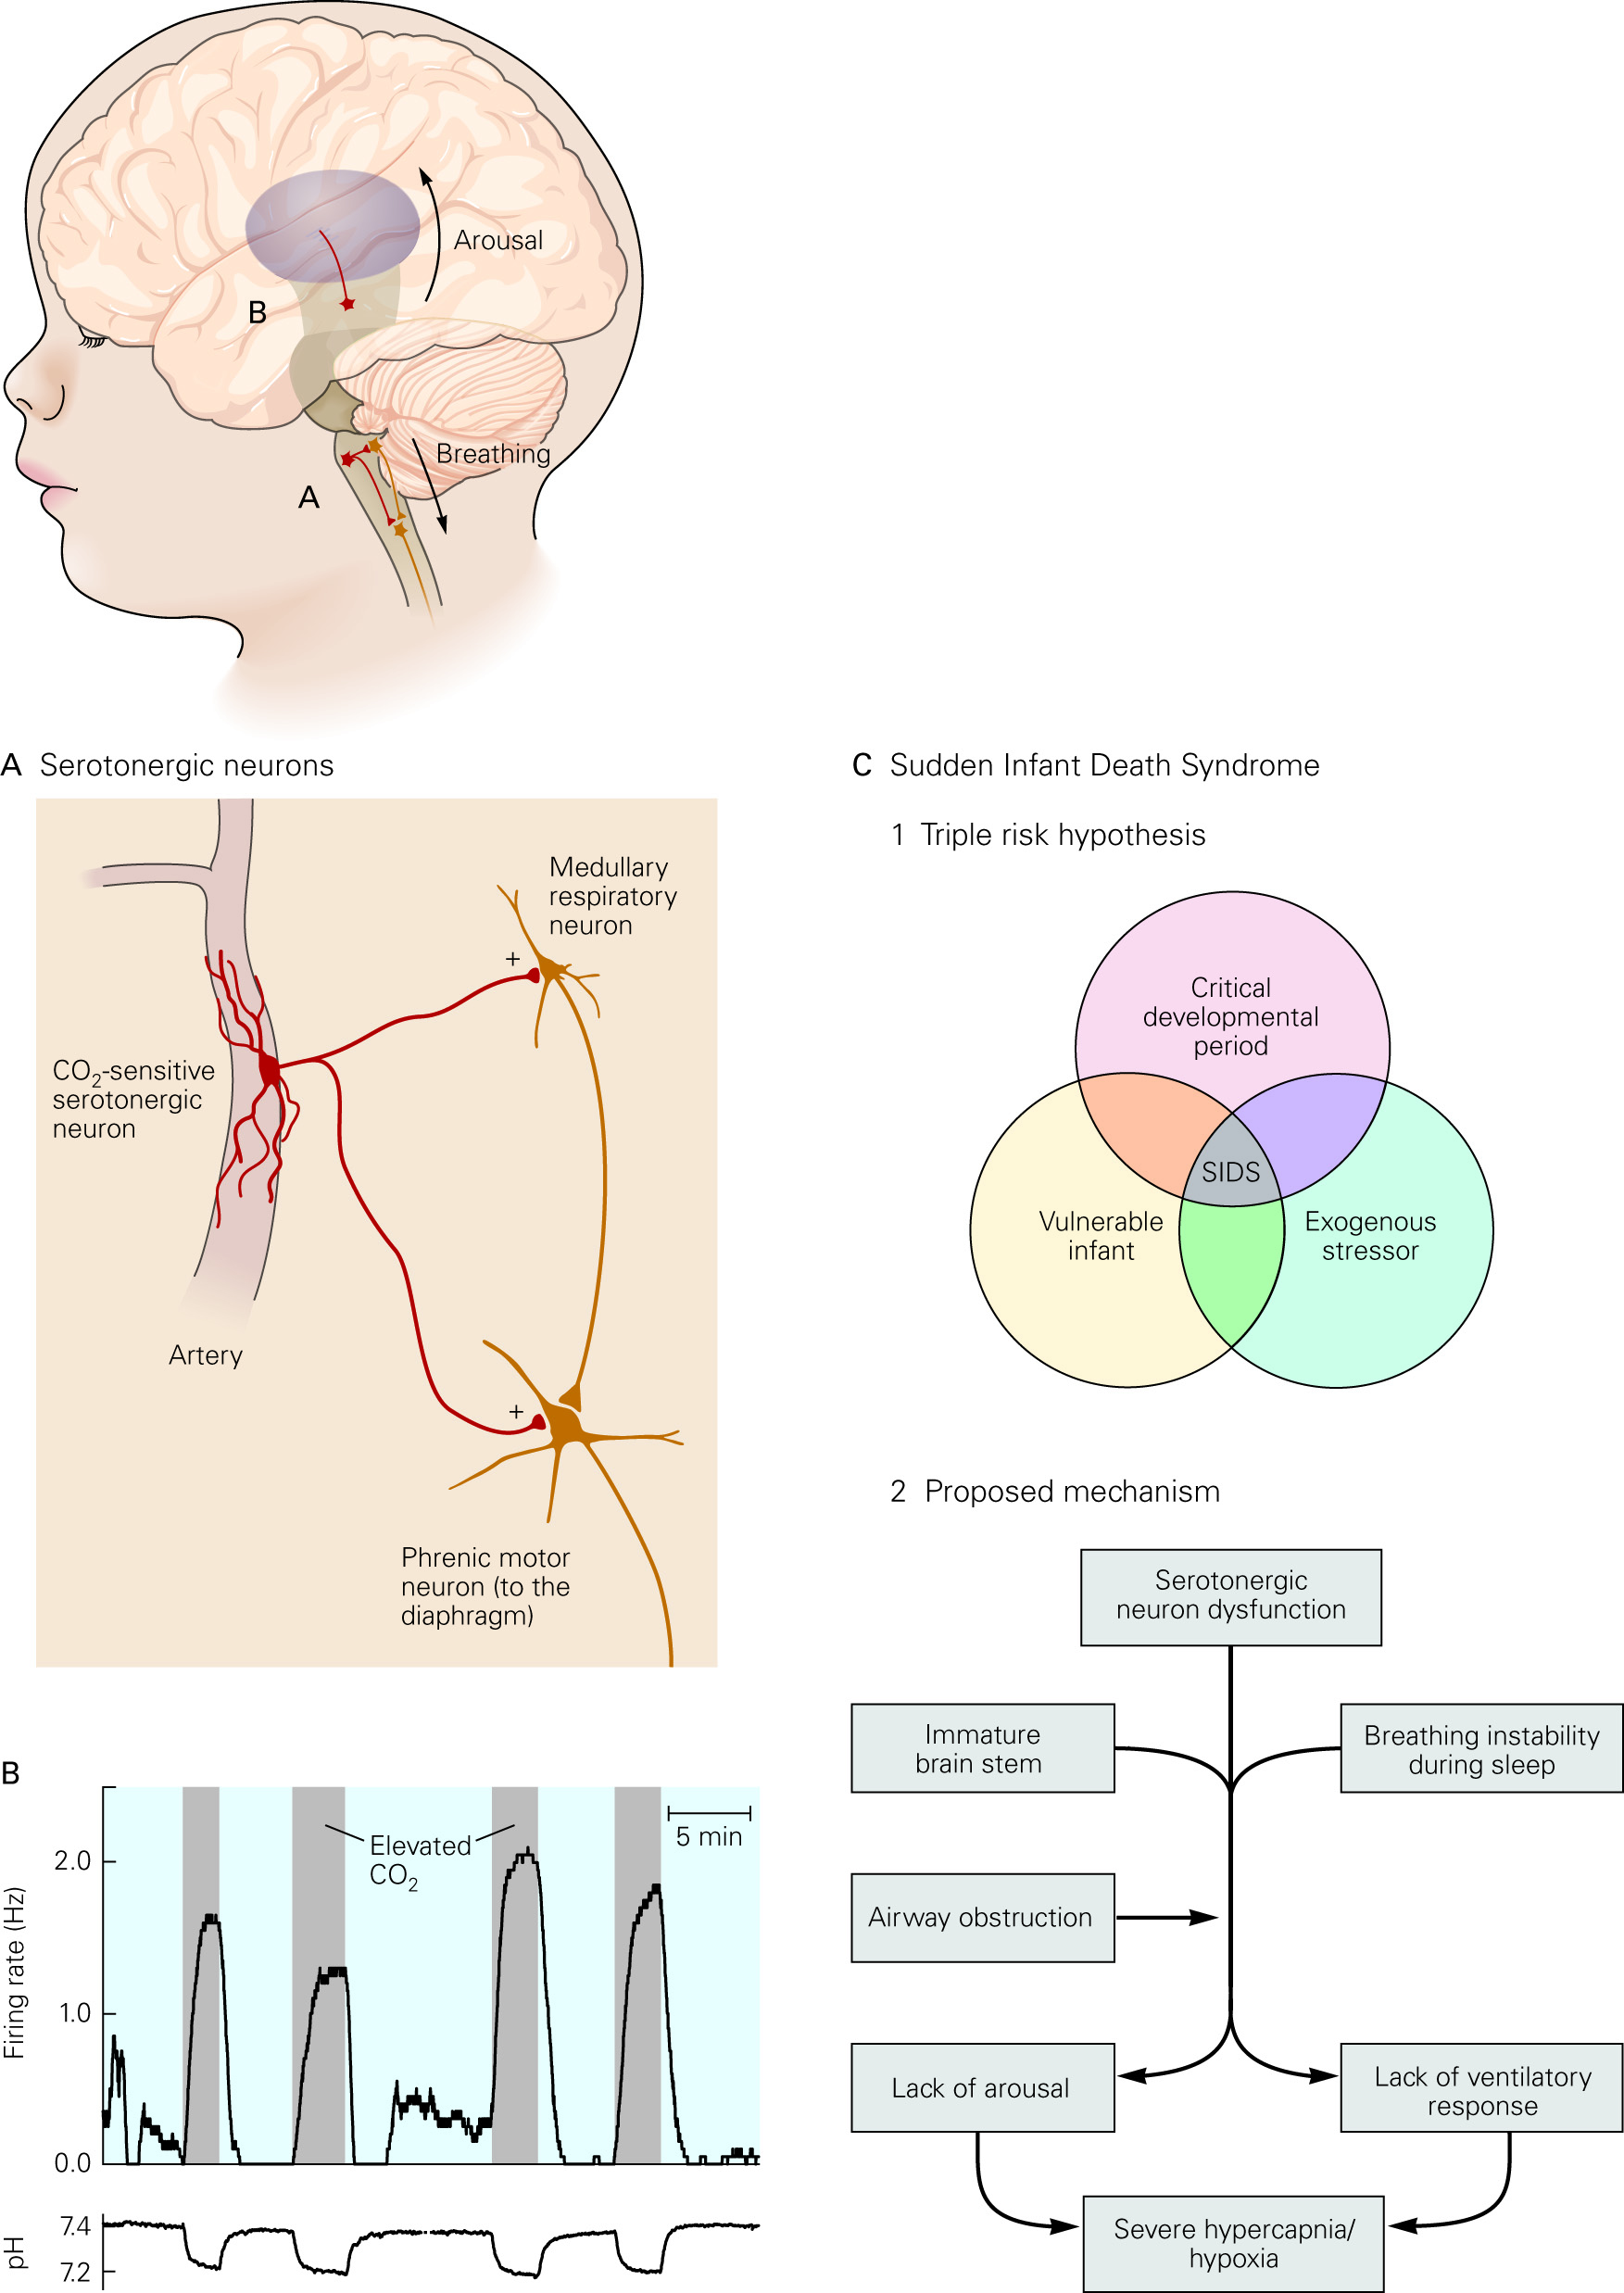 Arousal
B
Breathing
A
A Serotonergic neurons
Medullary
respiratory
neuron
+
CO2-sensitive
serotonergic
neuron
Artery
+
Phrenic motor
neuron (to the
diaphragm)
B
Elevated
CO2
5 min
2.0
1.0
0.0
Firing rate (Hz)
7.4
7.2
pH
C Sudden Infant Death Syndrome
1 Triple risk hypothesis
Critical
developmental
period
SIDS
Vulnerable
infant
Exogenous
stressor
2 Proposed mechanism
Serotonergic
neuron dysfunction
Immature
brain stem
Breathing instability
during sleep
Airway obstruction
Lack of arousal
Lack of ventilatory
response
Severe hypercapnia/
hypoxia